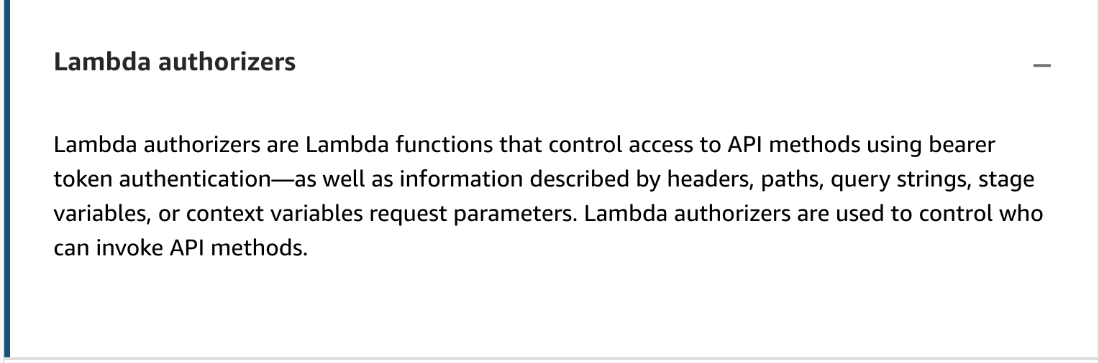 Lambda authorizers
Lambda authorizers are Lambda functions that control access to API methods using bearer
token authentication—as well as information described by headers, paths, query strings, stage
variables, or context variables request parameters. Lambda authorizers are used to control who
can invoke API methods.